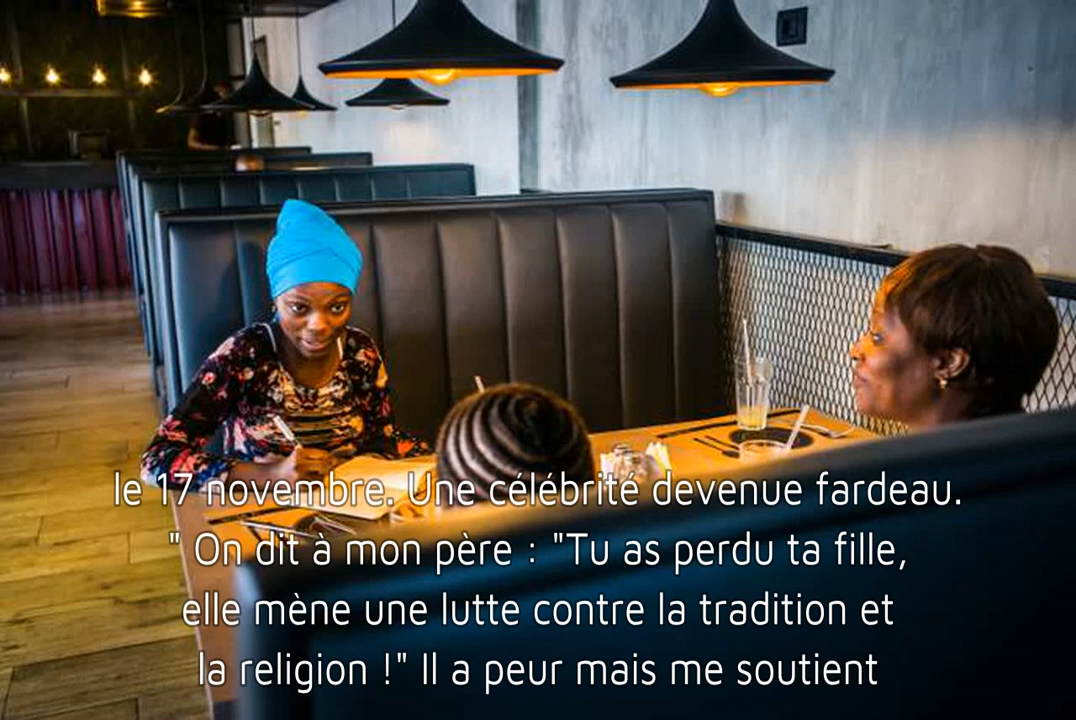 le 17 novembre. Une célébrité devenue fardeau.
" On dit à mon père : "Tu as perdu ta fille,
elle mène une lutte contre la tradition et
la religion !" Il a peur mais me soutient